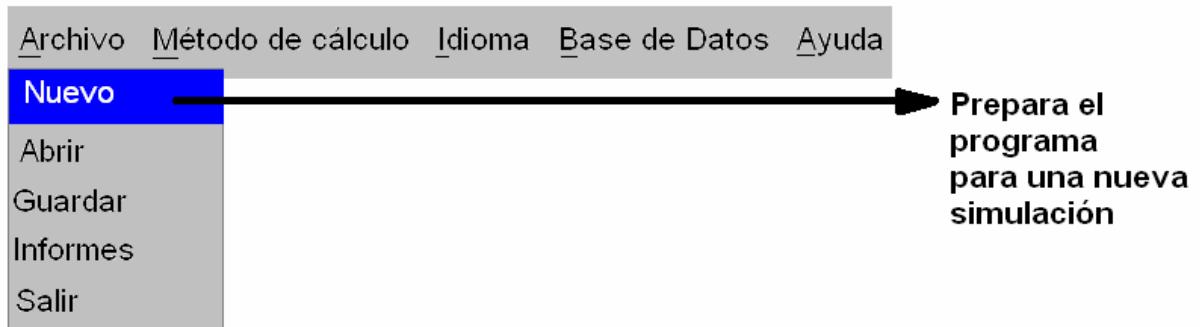 Archivo Método de cálculo Idioma Base de Datos Ayuda
Nuevo
Abrir
Guardar
Informes
Salir
Prepara el
programa
para una nueva
simulación